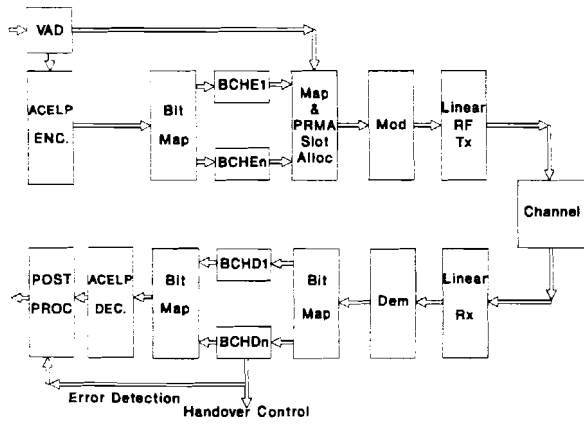 VAD
ACELP
ENC.
Bit
Map
BCHE1
BCHEn
Map
&
PRMA
Slot
Alloc
Mod
Linear
RF
Tx
Channel
POST
PROC
ACELP
DEC.
Bit
Map
BCHD1
BCHDn
Bit
Map
Dem
Linear
Rx
Error Detection
Handover Control